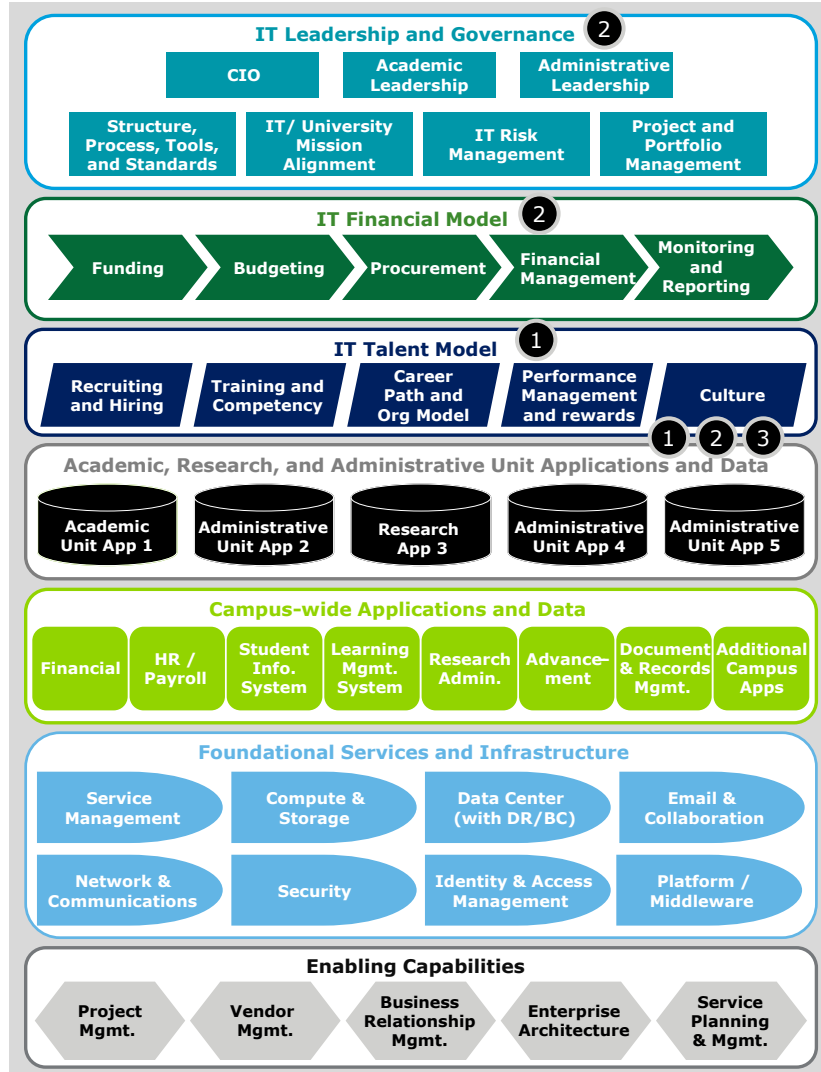 IT Leadership and Governance 2
CIO
Academic
Leadership
Administrative
Leadership
Structure,
Process, Tools,
and Standards
IT/ University
Mission
Alignment
IT Risk
Management
Project and
Portfolio
Management
IT Financial Model 2
Funding
Budgeting
Procurement
Financial
Management
Monitoring
and
Reporting
IT Talent Model 1
Recruiting
and Hiring
Training and
Competency
Career
Path and
Org Model
Performance
Management
and rewards
Culture
1 2 3
Academic, Research, and Administrative Unit Applications and Data
Academic
Unit App 1
Administrative
Unit App 2
Research
App 3
Administrative
Unit App 4
Administrative
Unit App 5
Campus-wide Applications and Data
Financial
HR /
Payroll
Student
Info.
System
Learning
Mgmt.
System
Research
Admin.
Advance-
ment
Document
& Records
Mgmt.
Additional
Campus
Apps
Foundational Services and Infrastructure
Service
Management
Compute &
Storage
Data Center
(with DR/BC)
Email &
Collaboration
Network &
Communications
Security
Identity & Access
Management
Platform /
Middleware
Enabling Capabilities
Project
Mgmt.
Vendor
Mgmt.
Business
Relationship
Mgmt.
Enterprise
Architecture
Service
Planning
& Mgmt.